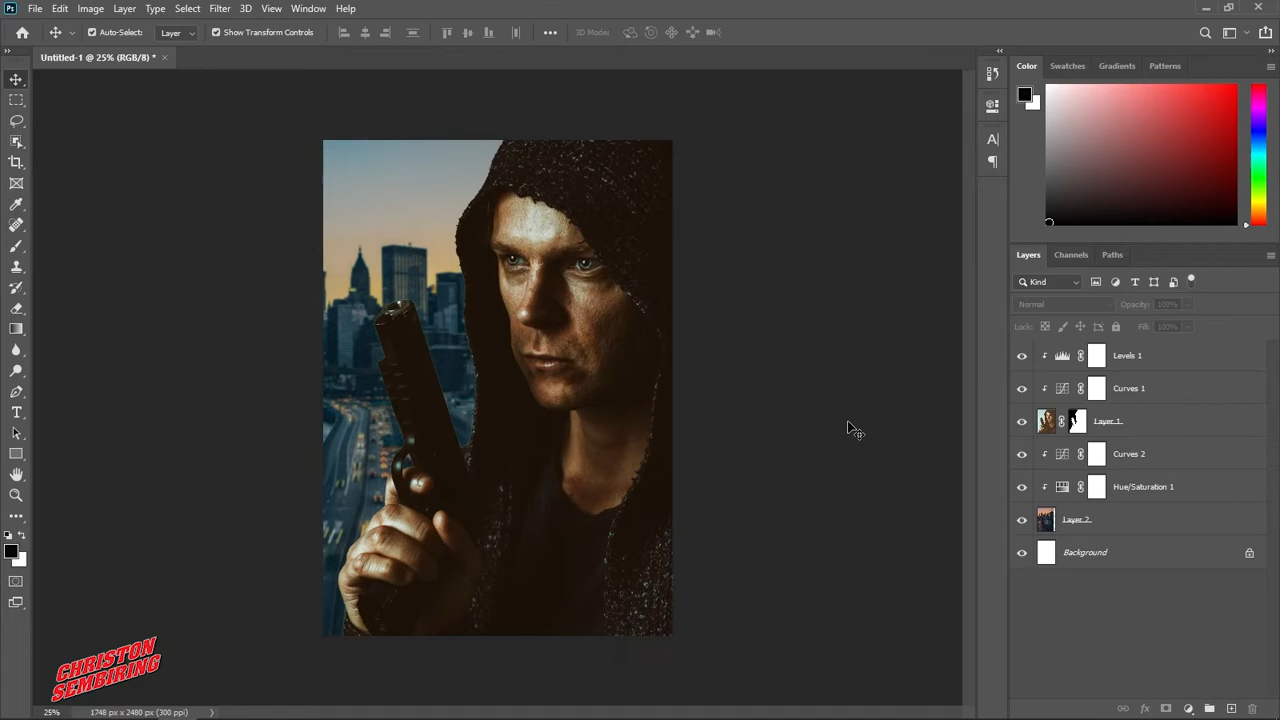 Ps File Edit Image Layer Type Select Filter 3D View Window Help
Auto-Select: Layer Show Transform Controls 3D Mode:
Untitled-1 @ 25% (RGB/8) * ×
Color Swatches Gradients Patterns
Layers Channels Paths
Kind
Normal Opacity: 100%
Lock: Fill: 100%
Levels 1
Curves 1
Layer 1
Curves 2
Hue/Saturation 1
Layer 2
Background
CHRISTON
SEMBIRING
25% 1748 px x 2480 px (300 ppi)